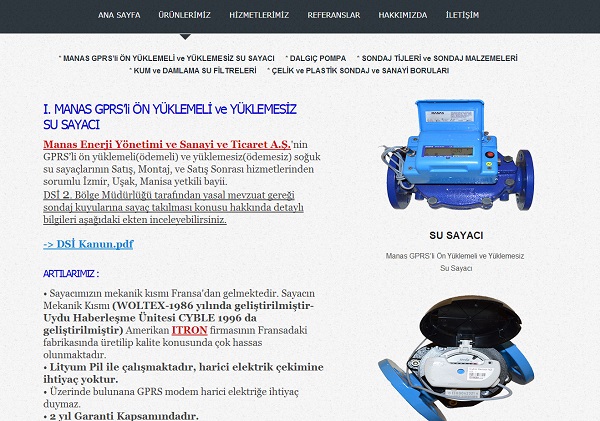 ANA SAYFA ÜRÜNLERİMİZ HİZMETLERİMİZ REFERANSLAR HAKKIMIZDA İLETİŞİM
* MANAS GPRS'li ÖN YÜKLEMELİ ve YÜKLEMESİZ SU SAYACI * DALGIÇ POMPA * SONDAJ TİJLERİ ve SONDAJ MALZEMELERİ
* KUM ve DAMLAMA SU FİLTRELERİ * ÇELİK ve PLASTİK SONDAJ ve SANAYİ BORULARI
I. MANAS GPRS'li ÖN YÜKLEMELİ ve YÜKLEMESİZ
SU SAYACI
Manas Enerji Yönetimi ve Sanayi ve Ticaret A.Ş.'nin
GPRS'li ön yüklemeli(ödemeli) ve yüklemesiz(ödemesiz) soğuk
su sayaçlarının Satış, Montaj, ve Satış Sonrası hizmetlerinden
sorumlu İzmir, Uşak, Manisa yetkili bayii.
DSİ 2. Bölge Müdürlüğü tarafından yasal mevzuat gereği
sondaj kuyularına sayaç takılması konusu hakkında detaylı
bilgileri aşağıdaki ekten inceleyebilirsiniz.
-> DSİ Kanun.pdf
ARTILARIMIZ :
• Sayacımızın mekanik kısmı Fransa'dan gelmektedir. Sayacın
Mekanik Kısmı (WOLTEX-1986 yılında geliştirilmiştir-
Uydu Haberleşme Ünitesi CYBLE 1996 da
geliştirilmiştir) Amerikan ITRON firmasının Fransadaki
fabrikasında üretilip kalite konusunda çok hassas
olunmaktadır.
• Lityum Pil ile çalışmaktadır, harici elektrik çekimine
ihtiyaç yoktur.
• Üzerinde bulunana GPRS modem harici elektriğe ihtiyaç
duymaz.
• 2 yıl Garanti Kapsamındadır.
MANAS
SU SAYACI
Manas GPRS'li Ön Yüklemeli ve Yüklemesiz
Su Sayacı